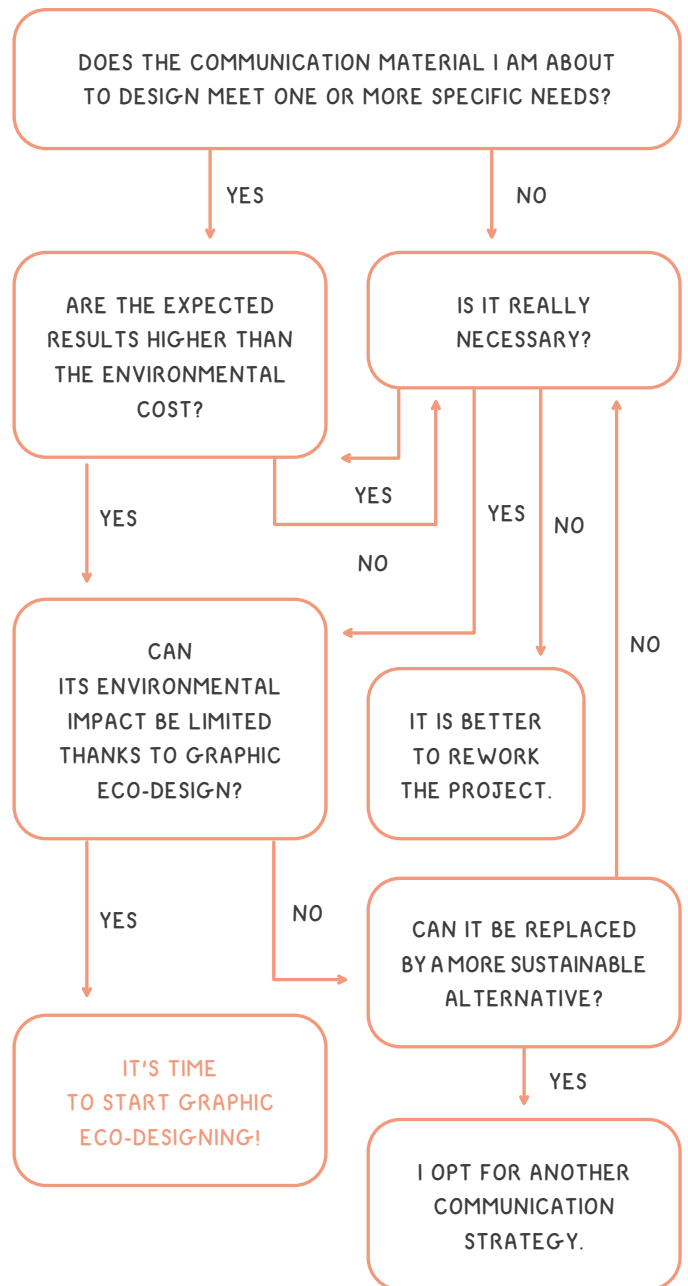 DOES THE COMMUNICATION MATERIAL I AM ABOUT
TO DESIGN MEET ONE OR MORE SPECIFIC NEEDS?
YES
NO
ARE THE EXPECTED
RESULTS HIGHER THAN
THE ENVIRONMENTAL
COST?
IS IT REALLY
NECESSARY?
YES
YES
YES
NO
NO
CAN
ITS ENVIRONMENTAL
IMPACT BE LIMITED
THANKS TO GRAPHIC
ECO-DESIGN?
NO
IT IS BETTER
TO REWORK
THE PROJECT.
YES
NO
CAN IT BE REPLACED
BY A MORE SUSTAINABLE
ALTERNATIVE?
IT'S TIME
TO START GRAPHIC
ECO-DESIGNING!
YES
I OPT FOR ANOTHER
COMMUNICATION
STRATEGY.